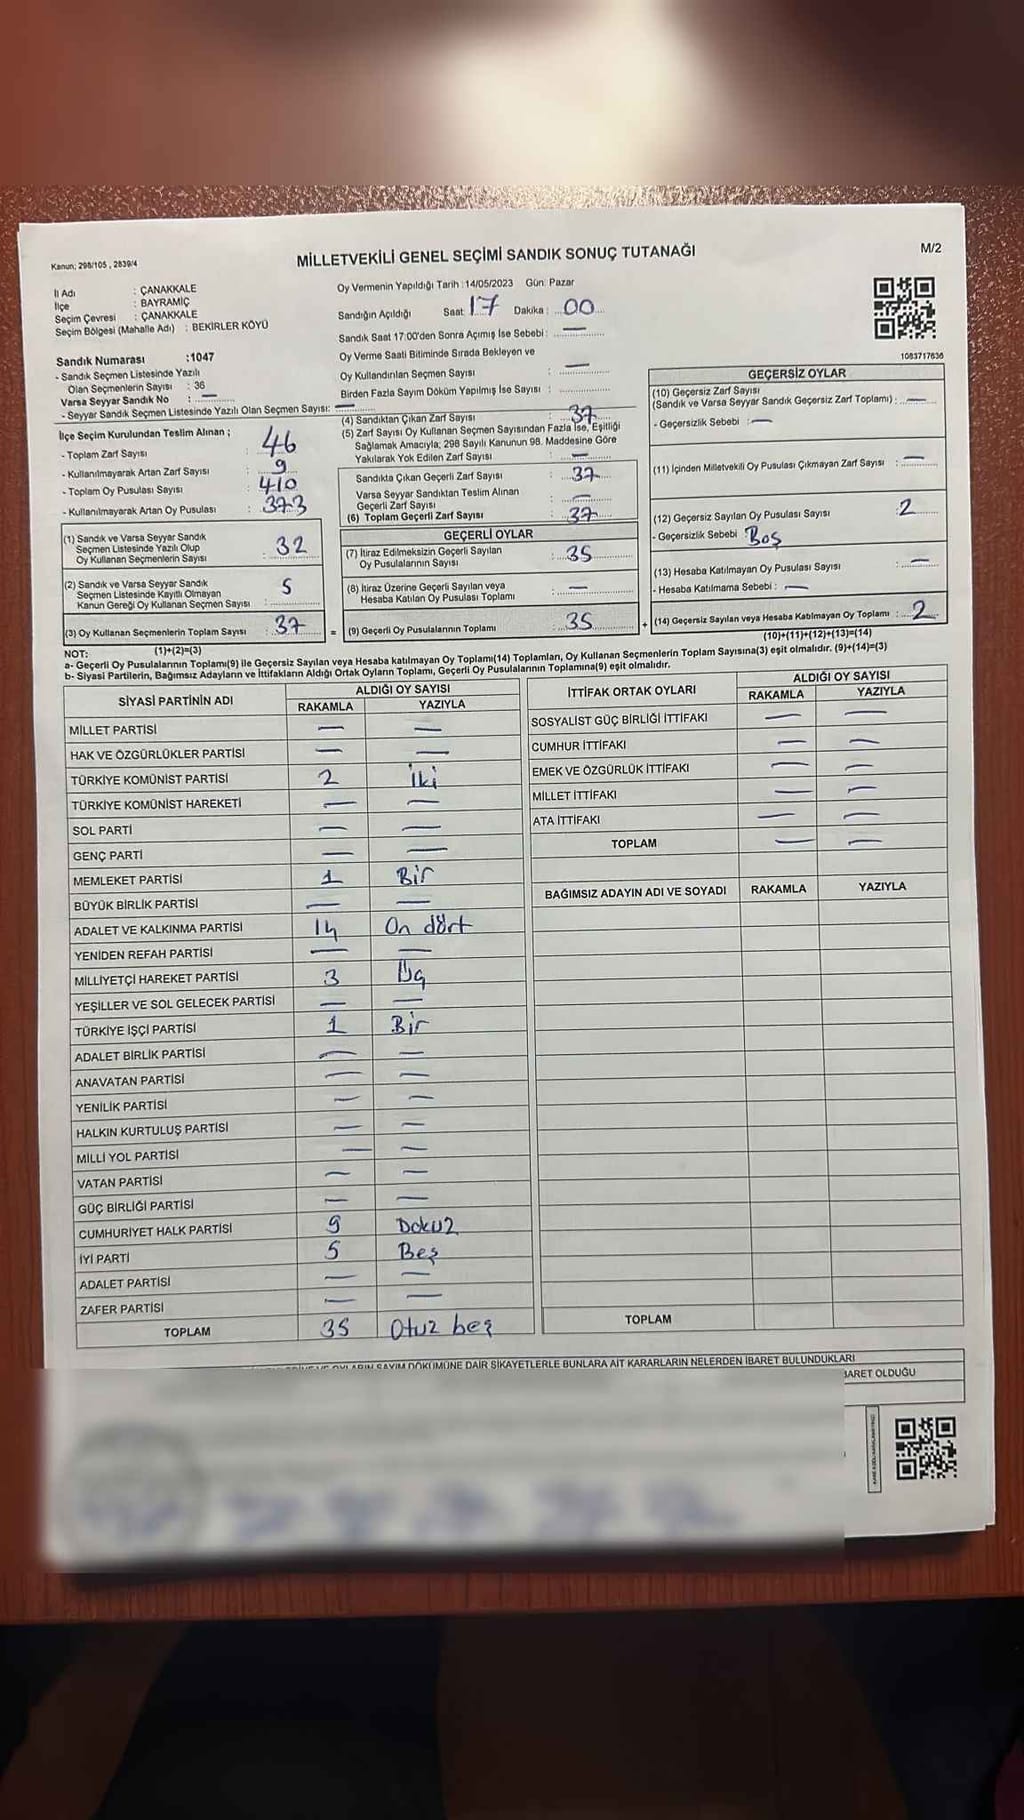 Kanun; 298/105 , 2839/4
MİLLETVEKİLİ GENEL SEÇİMİ SANDIK SONUÇ TUTANAĞI
M/2
İl Adı : ÇANAKKALE
İlçe : BAYRAMİÇ
Seçim Çevresi : ÇANAKKALE
Seçim Bölgesi (Mahalle Adı) : BEKİRLER KÖYÜ
Sandık Numarası :1047
- Sandık Seçmen Listesinde Yazılı
Olan Seçmenlerin Sayısı : 36
Varsa Seyyar Sandık No : —
- Seyyar Sandık Seçmen Listesinde Yazılı Olan Seçmen Sayısı: —
Oy Vermenin Yapıldığı Tarih :14/05/2023 Gün: Pazar
Sandığın Açıldığı Saat: 17 Dakika : 00
Sandık Saat 17:00'den Sonra Açımış İse Sebebi : —
Oy Verme Saati Bitiminde Sırada Bekleyen ve
Oy Kullandırılan Seçmen Sayısı : —
Birden Fazla Sayım Döküm Yapılmış İse Sayısı :
1083717636
İlçe Seçim Kurulundan Teslim Alınan ;
- Toplam Zarf Sayısı : 46
- Kullanılmayarak Artan Zarf Sayısı : 9
- Toplam Oy Pusulası Sayısı : 410
- Kullanılmayarak Artan Oy Pusulası : 373
(1) Sandık ve Varsa Seyyar Sandık
Seçmen Listesinde Yazılı Olup
Oy Kullanan Seçmenlerin Sayısı : 32
(2) Sandık ve Varsa Seyyar Sandık
Seçmen Listesinde Kayıtlı Olmayan
Kanun Gereği Oy Kullanan Seçmen Sayısı : 5
(3) Oy Kullanan Seçmenlerin Toplam Sayısı : 37
(1)+(2)=(3)
(4) Sandıktan Çıkan Zarf Sayısı : 37
(5) Zarf Sayısı Oy Kullanan Seçmen Sayısından Fazla İse, Eşitliği
Sağlamak Amacıyla; 298 Sayılı Kanunun 98. Maddesine Göre
Yakılarak Yok Edilen Zarf Sayısı : —
Sandıkta Çıkan Geçerli Zarf Sayısı : 37
Varsa Seyyar Sandıktan Teslim Alınan
Geçerli Zarf Sayısı : —
(6) Toplam Geçerli Zarf Sayısı : 37
GEÇERLİ OYLAR
(7) İtiraz Edilmeksizin Geçerli Sayılan
Oy Pusulalarının Sayısı : 35
(8) İtiraz Üzerine Geçerli Sayılan veya
Hesaba Katılan Oy Pusulası Toplamı : —
= (9) Geçerli Oy Pusulalarının Toplamı : 35
GEÇERSİZ OYLAR
(10) Geçersiz Zarf Sayısı
(Sandık ve Varsa Seyyar Sandık Geçersiz Zarf Toplamı) : —
- Geçersizlik Sebebi : —
(11) İçinden Milletvekili Oy Pusulası Çıkmayan Zarf Sayısı : —
(12) Geçersiz Sayılan Oy Pusulası Sayısı : 2
- Geçersizlik Sebebi : Boş
(13) Hesaba Katılmayan Oy Pusulası Sayısı : —
- Hesaba Katılmama Sebebi : —
+ (14) Geçersiz Sayılan veya Hesaba Katılmayan Oy Toplamı : 2
(10)+(11)+(12)+(13)=(14)
NOT:
a- Geçerli Oy Pusulalarının Toplamı(9) ile Geçersiz Sayılan veya Hesaba katılmayan Oy Toplamı(14) Toplamları, Oy Kullanan Seçmenlerin Toplam Sayısına(3) eşit olmalıdır. (9)+(14)=(3)
b- Siyasi Partilerin, Bağımsız Adayların ve İttifakların Aldığı Ortak Oyların Toplamı, Geçerli Oy Pusulalarının Toplamına(9) eşit olmalıdır.
SİYASİ PARTİNİN ADI ALDIĞI OY SAYISI
RAKAMLA YAZIYLA
MİLLET PARTİSİ — —
HAK VE ÖZGÜRLÜKLER PARTİSİ — —
TÜRKİYE KOMÜNİST PARTİSİ 2 İki
TÜRKİYE KOMÜNİST HAREKETİ — —
SOL PARTİ — —
GENÇ PARTİ — —
MEMLEKET PARTİSİ 1 Bir
BÜYÜK BİRLİK PARTİSİ — —
ADALET VE KALKINMA PARTİSİ 14 On dört
YENİDEN REFAH PARTİSİ — —
MİLLİYETÇİ HAREKET PARTİSİ 3 Üç
YEŞİLLER VE SOL GELECEK PARTİSİ — —
TÜRKİYE İŞÇİ PARTİSİ 1 Bir
ADALET BİRLİK PARTİSİ — —
ANAVATAN PARTİSİ — —
YENİLİK PARTİSİ — —
HALKIN KURTULUŞ PARTİSİ — —
MİLLİ YOL PARTİSİ — —
VATAN PARTİSİ — —
GÜÇ BİRLİĞİ PARTİSİ — —
CUMHURİYET HALK PARTİSİ 9 Dokuz
İYİ PARTİ 5 Beş
ADALET PARTİSİ — —
ZAFER PARTİSİ — —
TOPLAM 35 Otuz beş
İTTİFAK ORTAK OYLARI ALDIĞI OY SAYISI
RAKAMLA YAZIYLA
SOSYALİST GÜÇ BİRLİĞİ İTTİFAKI — —
CUMHUR İTTİFAKI — —
EMEK VE ÖZGÜRLÜK İTTİFAKI — —
MİLLET İTTİFAKI — —
ATA İTTİFAKI — —
TOPLAM — —
BAĞIMSIZ ADAYIN ADI VE SOYADI RAKAMLA YAZIYLA
TOPLAM
OYLARIN SAYIM DÖKÜMÜNE DAİR ŞİKAYETLERLE BUNLARA AİT KARARLARIN NELERDEN İBARET BULUNDUKLARI
OLDUĞU